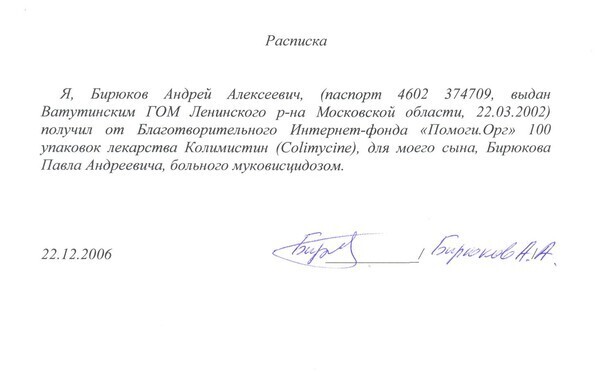 Расписка
Я, Бирюков Андрей Алексеевич, (паспорт 4602 374709, выдан
Ватутинским ГОМ Ленинского р-на Московской области, 22.03.2002)
получил от Благотворительного Интернет-фонда «Помоги.Орг» 100
упаковок лекарства Колимистин (Colimycine), для моего сына, Бирюкова
Павла Андреевича, больного муковисцидозом.
22.12.2006 / Бирюков А.А.